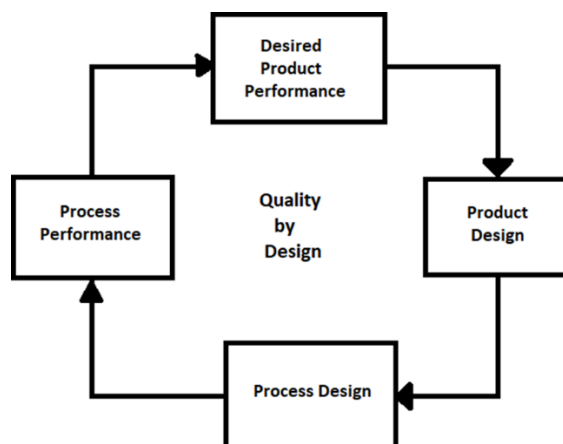 Desired
Product
Performance
Process
Performance
Quality
by
Design
Product
Design
Process Design